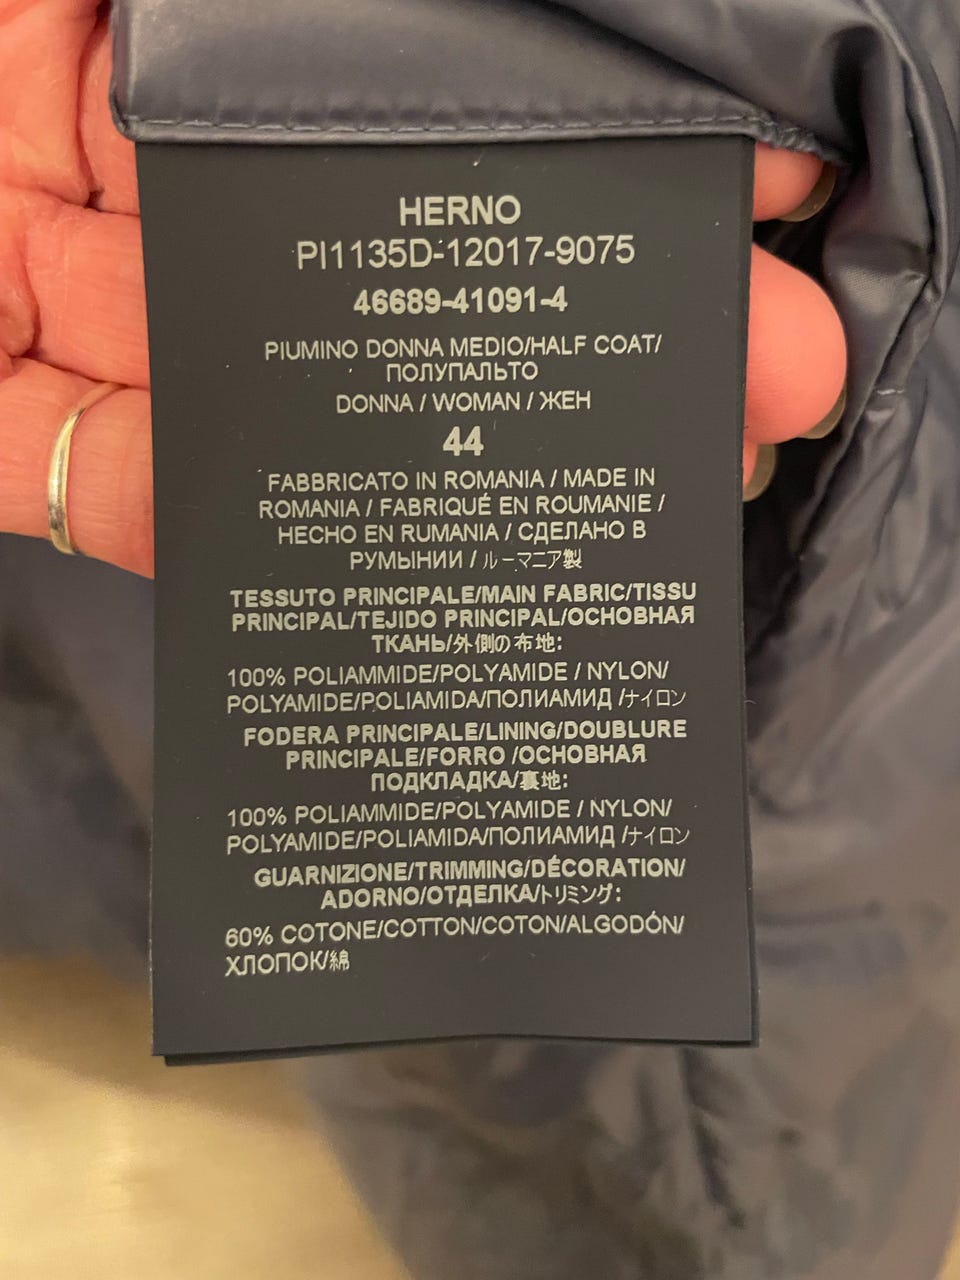 HERNO
PI1135D-12017-9075
46689-41091-4
PIUMINO DONNA MEDIO/HALF COAT/
ПОЛУПАЛЬТО
DONNA / WOMAN / ЖЕН
44
FABBRICATO IN ROMANIA / MADE IN
ROMANIA / FABRIQUÉ EN ROUMANIE /
HECHO EN RUMANIA / СДЕЛАНО В
РУМЫНИИ / ルーマニア製
TESSUTO PRINCIPALE/MAIN FABRIC/TISSU
PRINCIPAL/TEJIDO PRINCIPAL/ОСНОВНАЯ
ТКАНЬ/外側の布地:
100% POLIAMMIDE/POLYAMIDE / NYLON/
POLYAMIDE/POLIAMIDA/ПОЛИАМИД /ナイロン
FODERA PRINCIPALE/LINING/DOUBLURE
PRINCIPALE/FORRO /ОСНОВНАЯ
ПОДКЛАДКА/裏地:
100% POLIAMMIDE/POLYAMIDE / NYLON/
POLYAMIDE/POLIAMIDA/ПОЛИАМИД /ナイロン
GUARNIZIONE/TRIMMING/DÉCORATION/
ADORNO/ОТДЕЛКА/トリミング:
60% COTONE/COTTON/COTON/ALGODÓN/
ХЛОПОК/綿